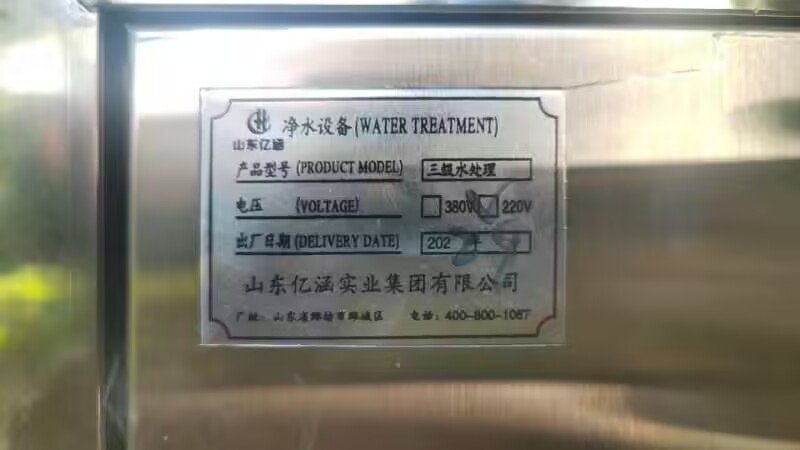 净水设备(WATER TREATMENT)
山东亿涵
产品型号(PRODUCT MODEL) 三级水处理
电压 (VOLTAGE) 380V 220V
出厂日期(DELIVERY DATE) 202 年
山东亿涵实业集团有限公司
厂址:山东省潍坊市 城区 电话:400-800-1067